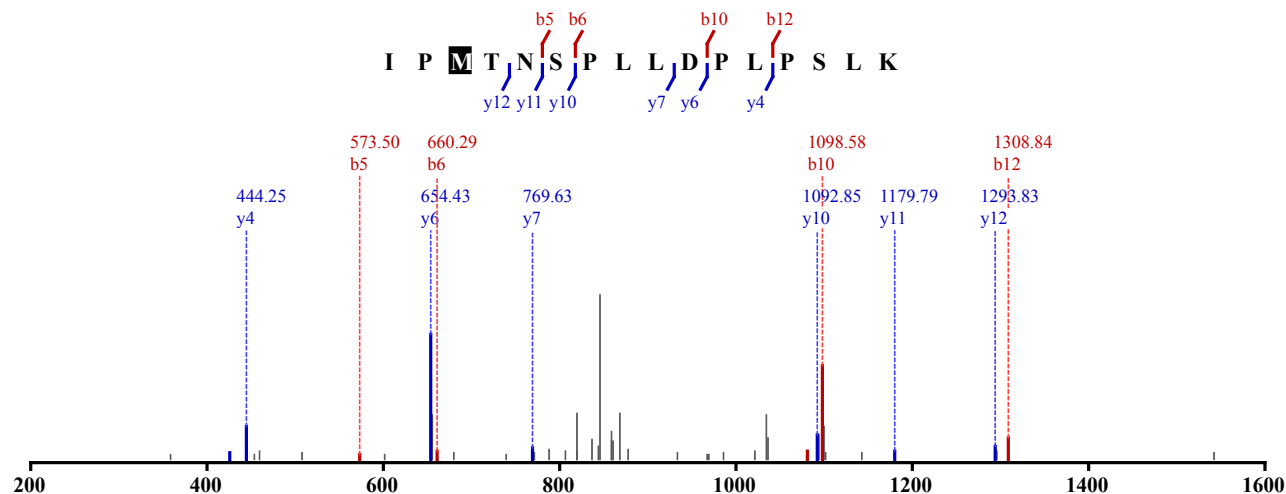 b5 b6 b10 b12
I P M T N S P L L D P L P S L K
y12 y11 y10 y7 y6 y4
573.50 660.29 1098.58 1308.84
b5 b6 b10 b12
444.25 654.43 769.63 1092.85 1179.79 1293.83
y4 y6 y7 y10 y11 y12
200 400 600 800 1000 1200 1400 1600